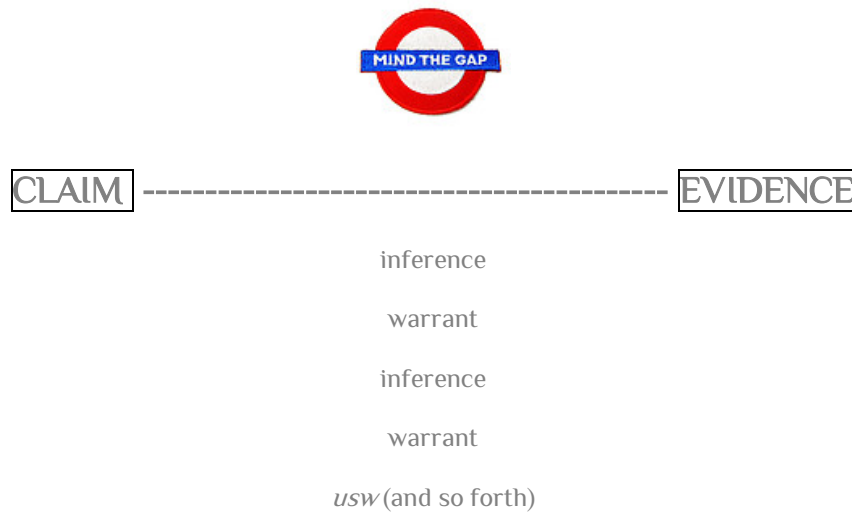 MIND THE GAP
CLAIM ------------------------------------------ EVIDENCE
inference
warrant
inference
warrant
usw (and so forth)